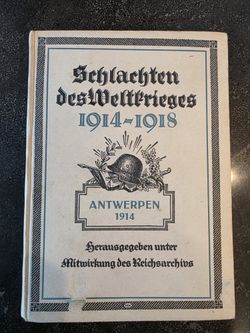 Schlachten
des Weltkrieges
1914-1918
ANTWERPEN
1914
Herausgegeben unter
Mitwirkung des Reichsarchivs